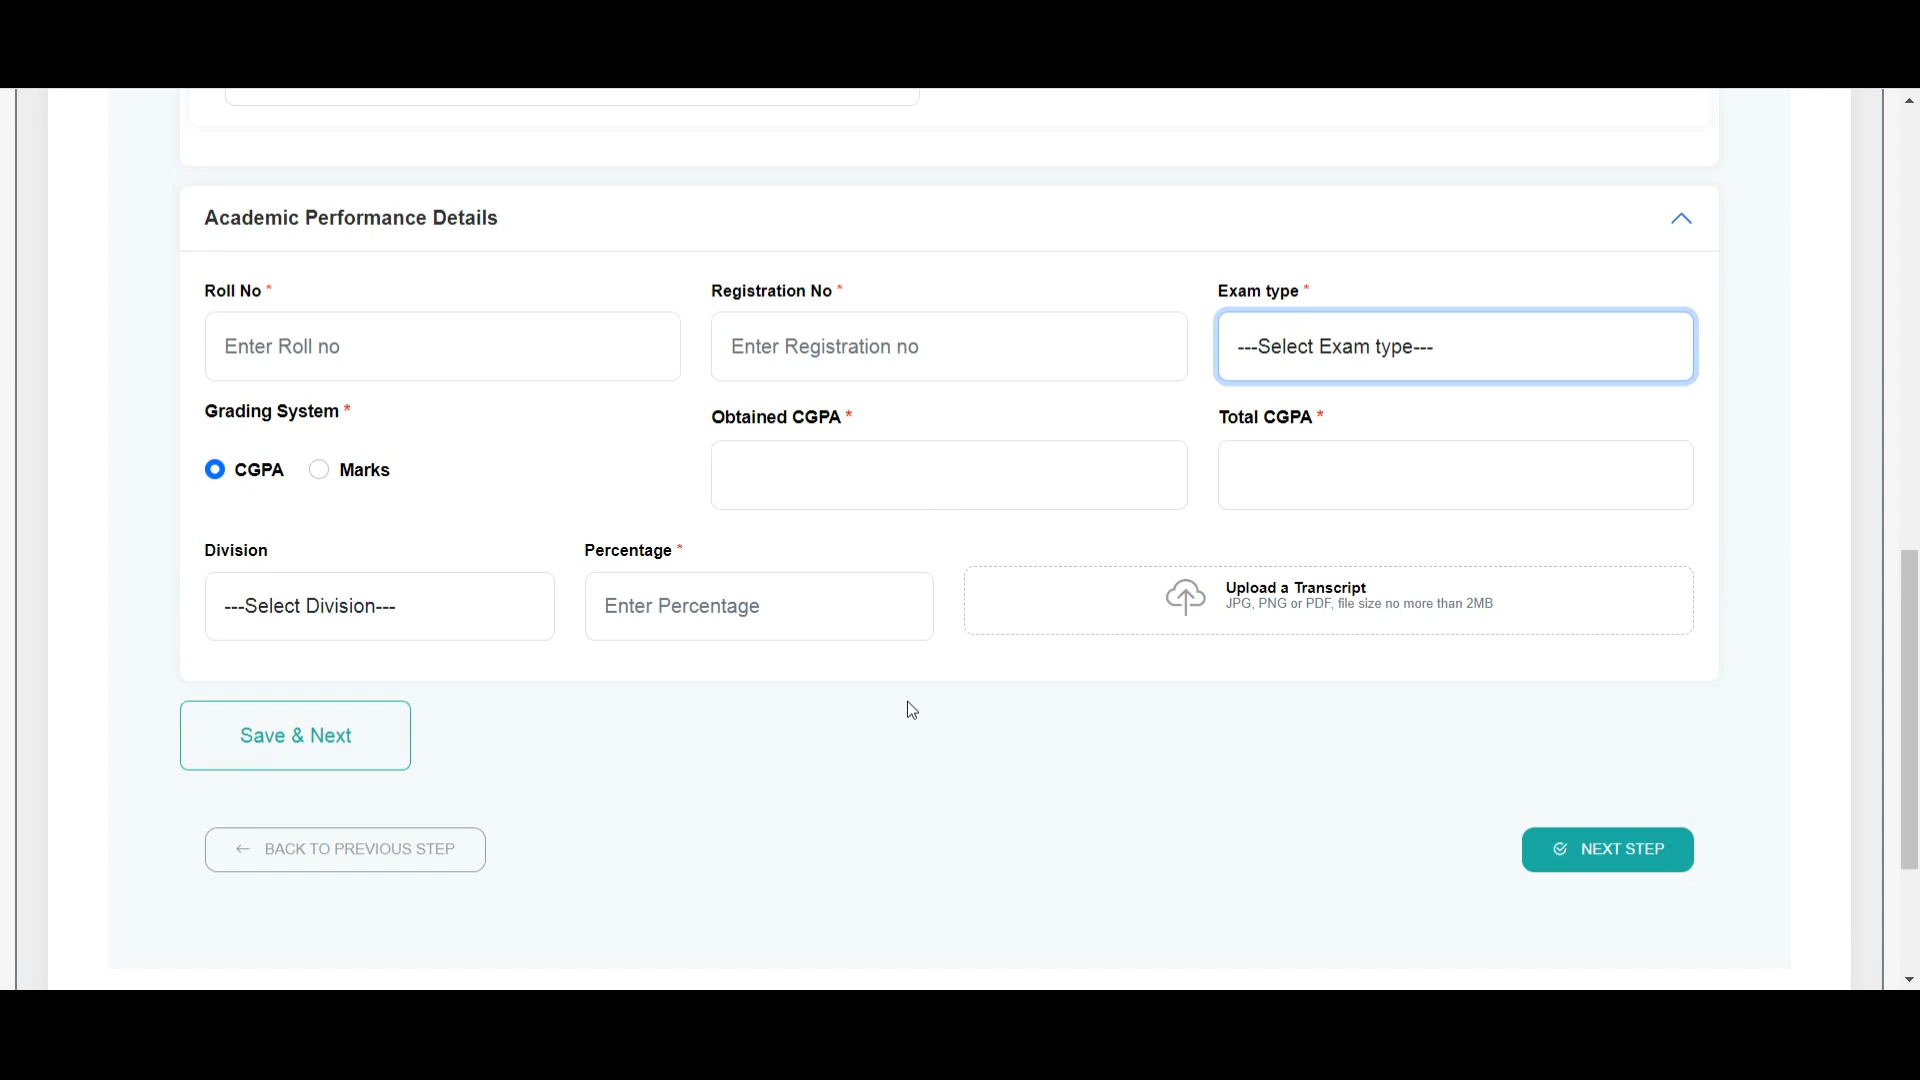 Academic Performance Details
Roll No *
Registration No *
Exam type *
Enter Roll no
Enter Registration no
---Select Exam type---
Grading System *
Obtained CGPA *
Total CGPA *
CGPA
Marks
Division
Percentage *
---Select Division---
Enter Percentage
Upload a Transcript
JPG, PNG or PDF, file size no more than 2MB
Save & Next
BACK TO PREVIOUS STEP
NEXT STEP